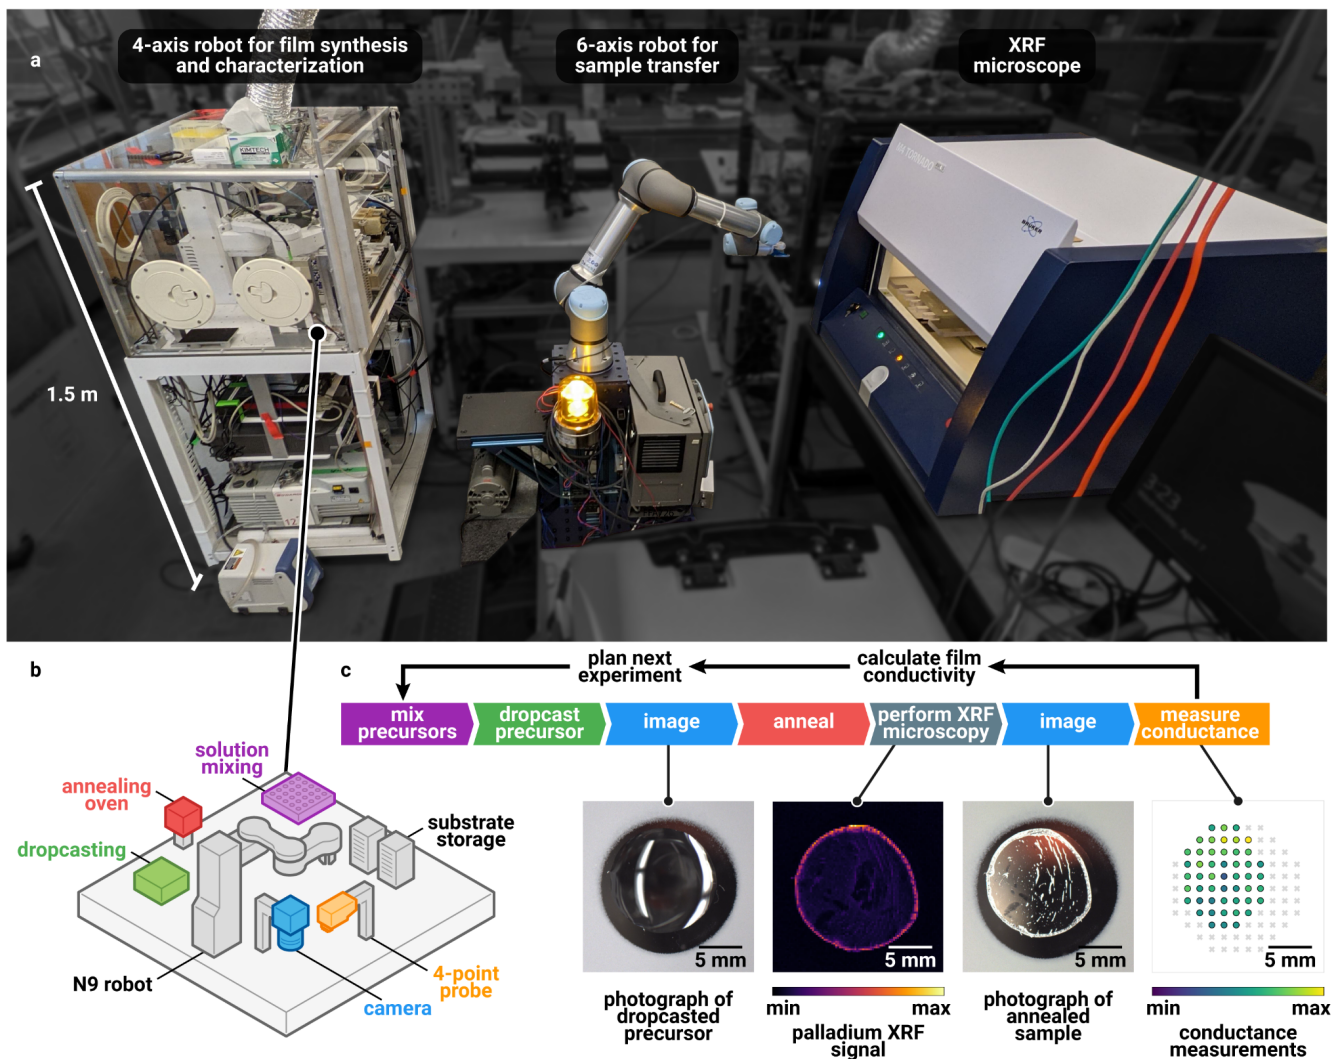 a
4-axis robot for film synthesis
and characterization
6-axis robot for
sample transfer
XRF
microscope
KIMTECH
M4 TORNADO
BRUKER
1.5 m
3:23
b
c
plan next
experiment
calculate film
conductivity
mix
precursors
dropcast
precursor
image
anneal
perform XRF
microscopy
image
measure
conductance
solution
mixing
annealing
oven
dropcasting
substrate
storage
N9 robot
4-point
probe
camera
5 mm
5 mm
5 mm
5 mm
photograph of
dropcasted
precursor
min
max
palladium XRF
signal
photograph of
annealed
sample
min
max
conductance
measurements